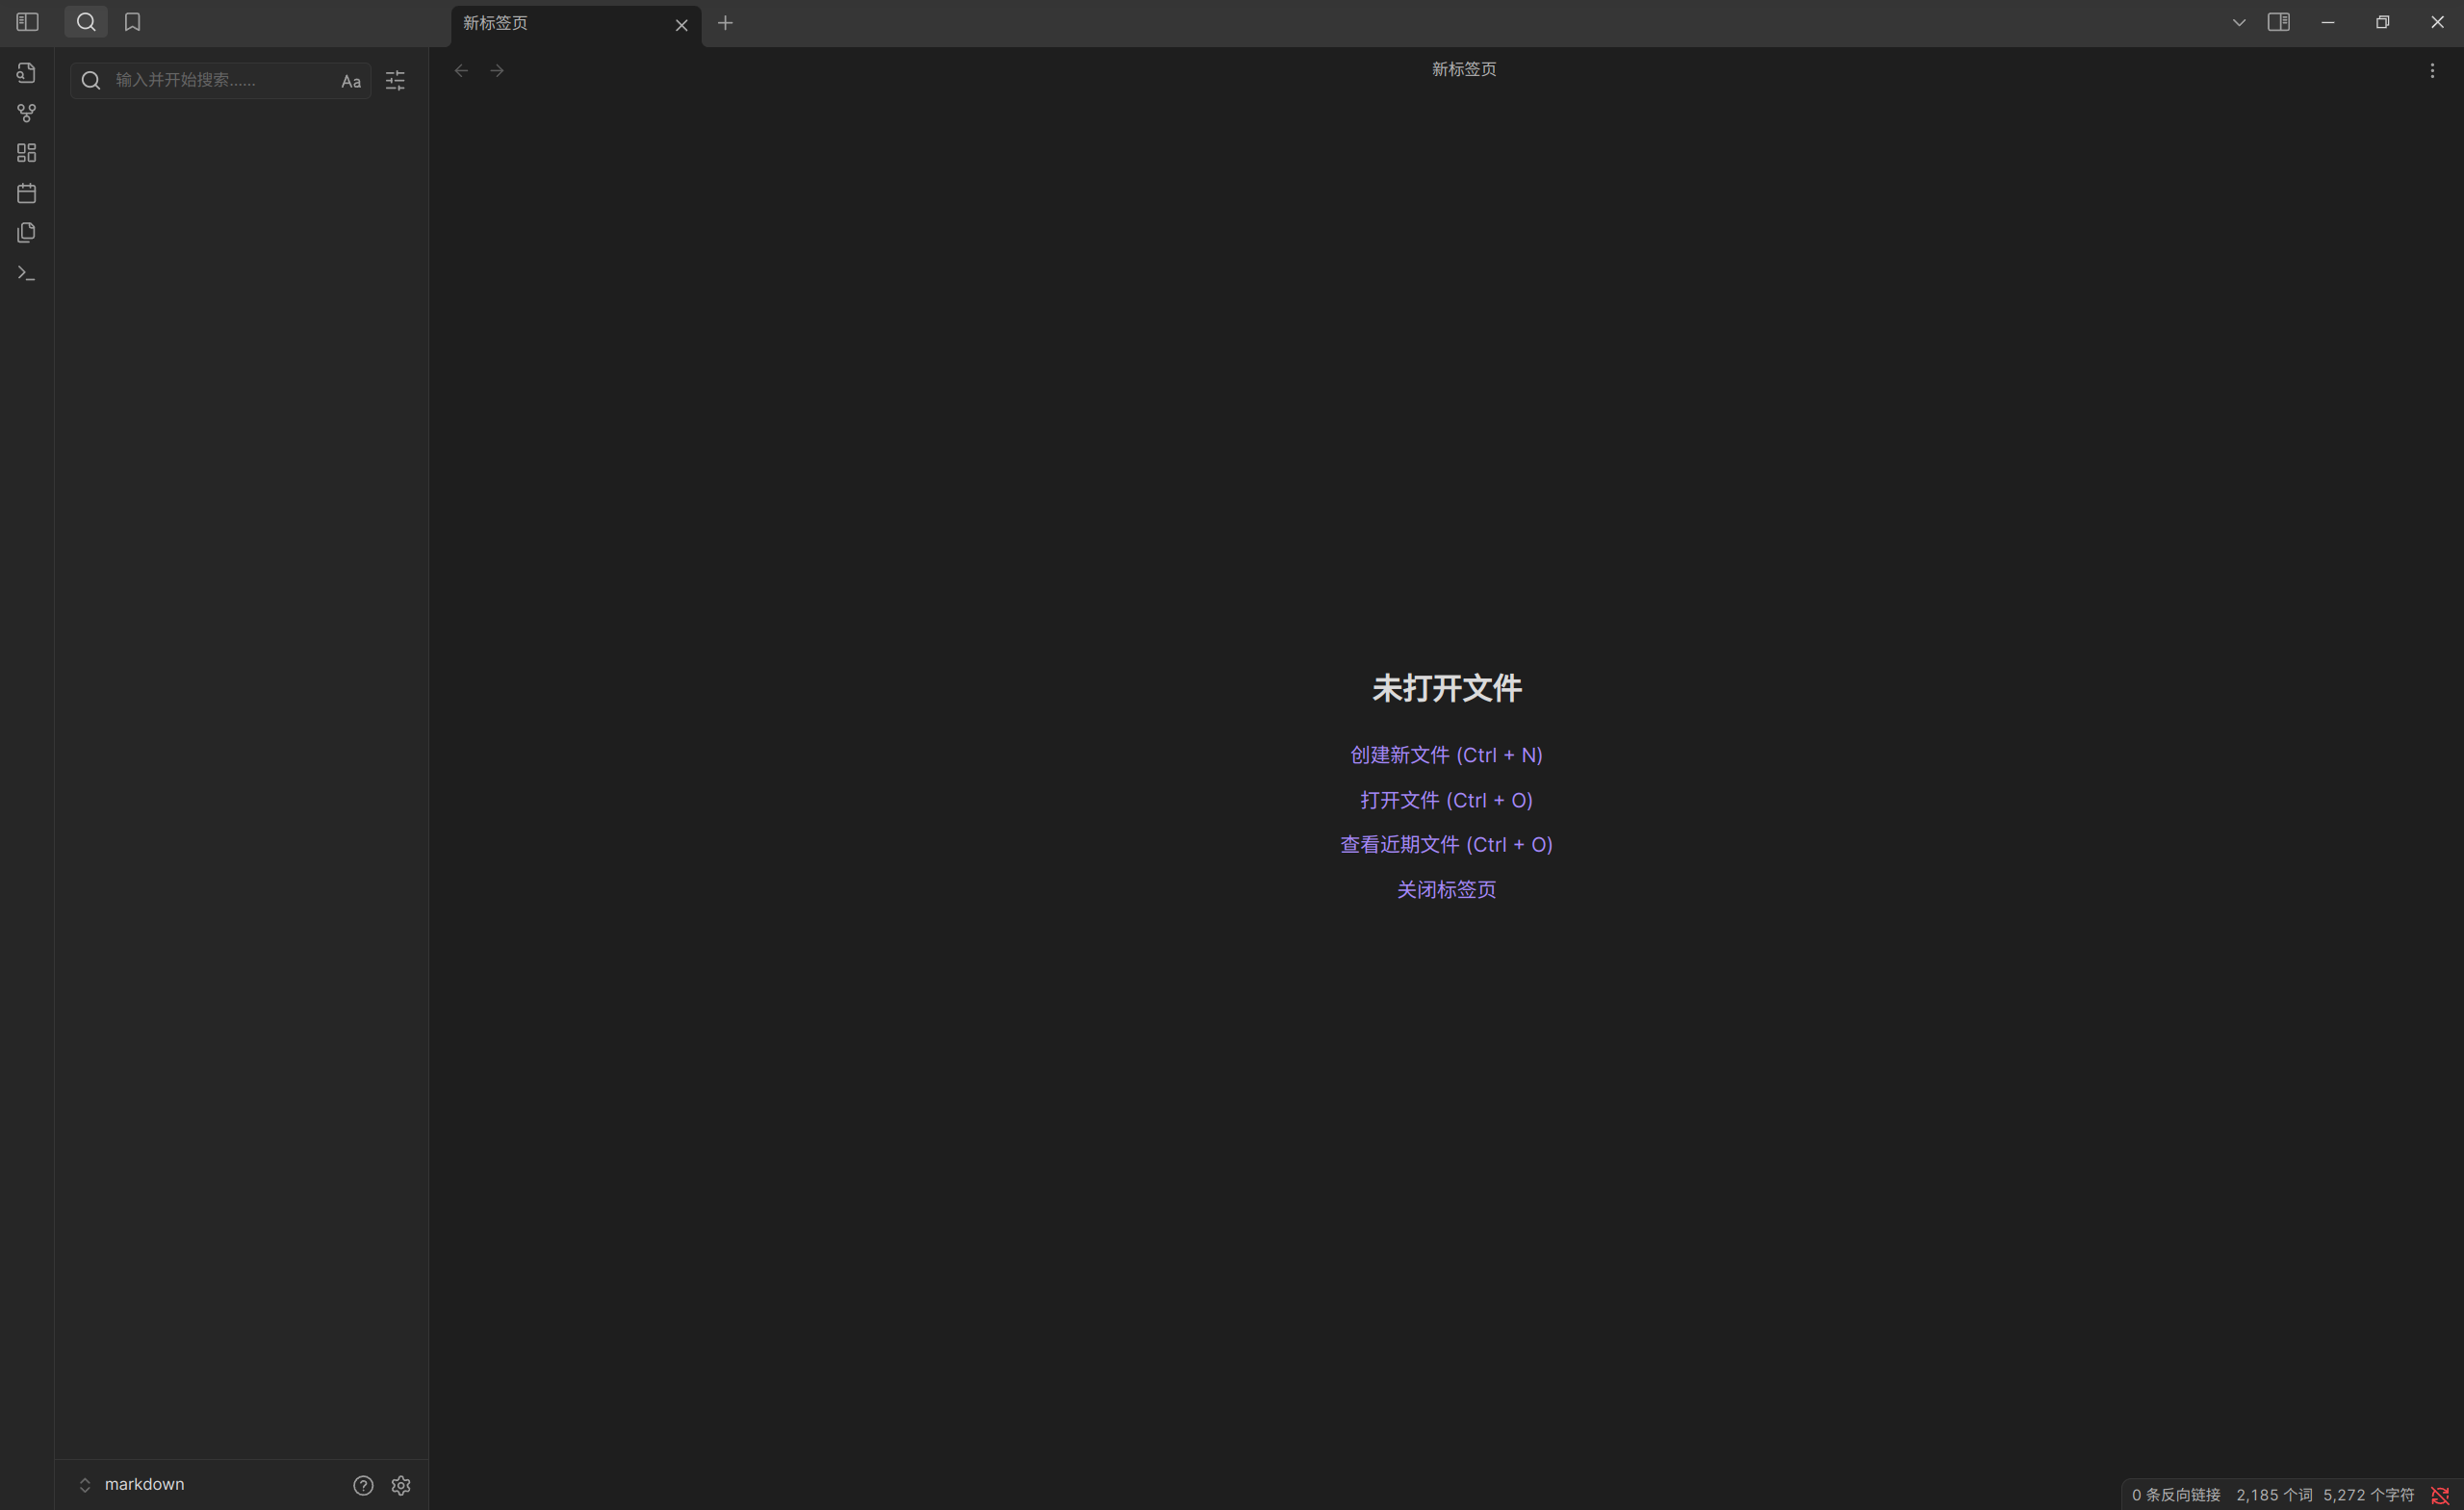 新标签页
输入并开始搜索......
Aa
新标签页
未打开文件
创建新文件 (Ctrl + N)
打开文件 (Ctrl + O)
查看近期文件 (Ctrl + O)
关闭标签页
markdown
0 条反向链接 2,185 个词 5,272 个字符